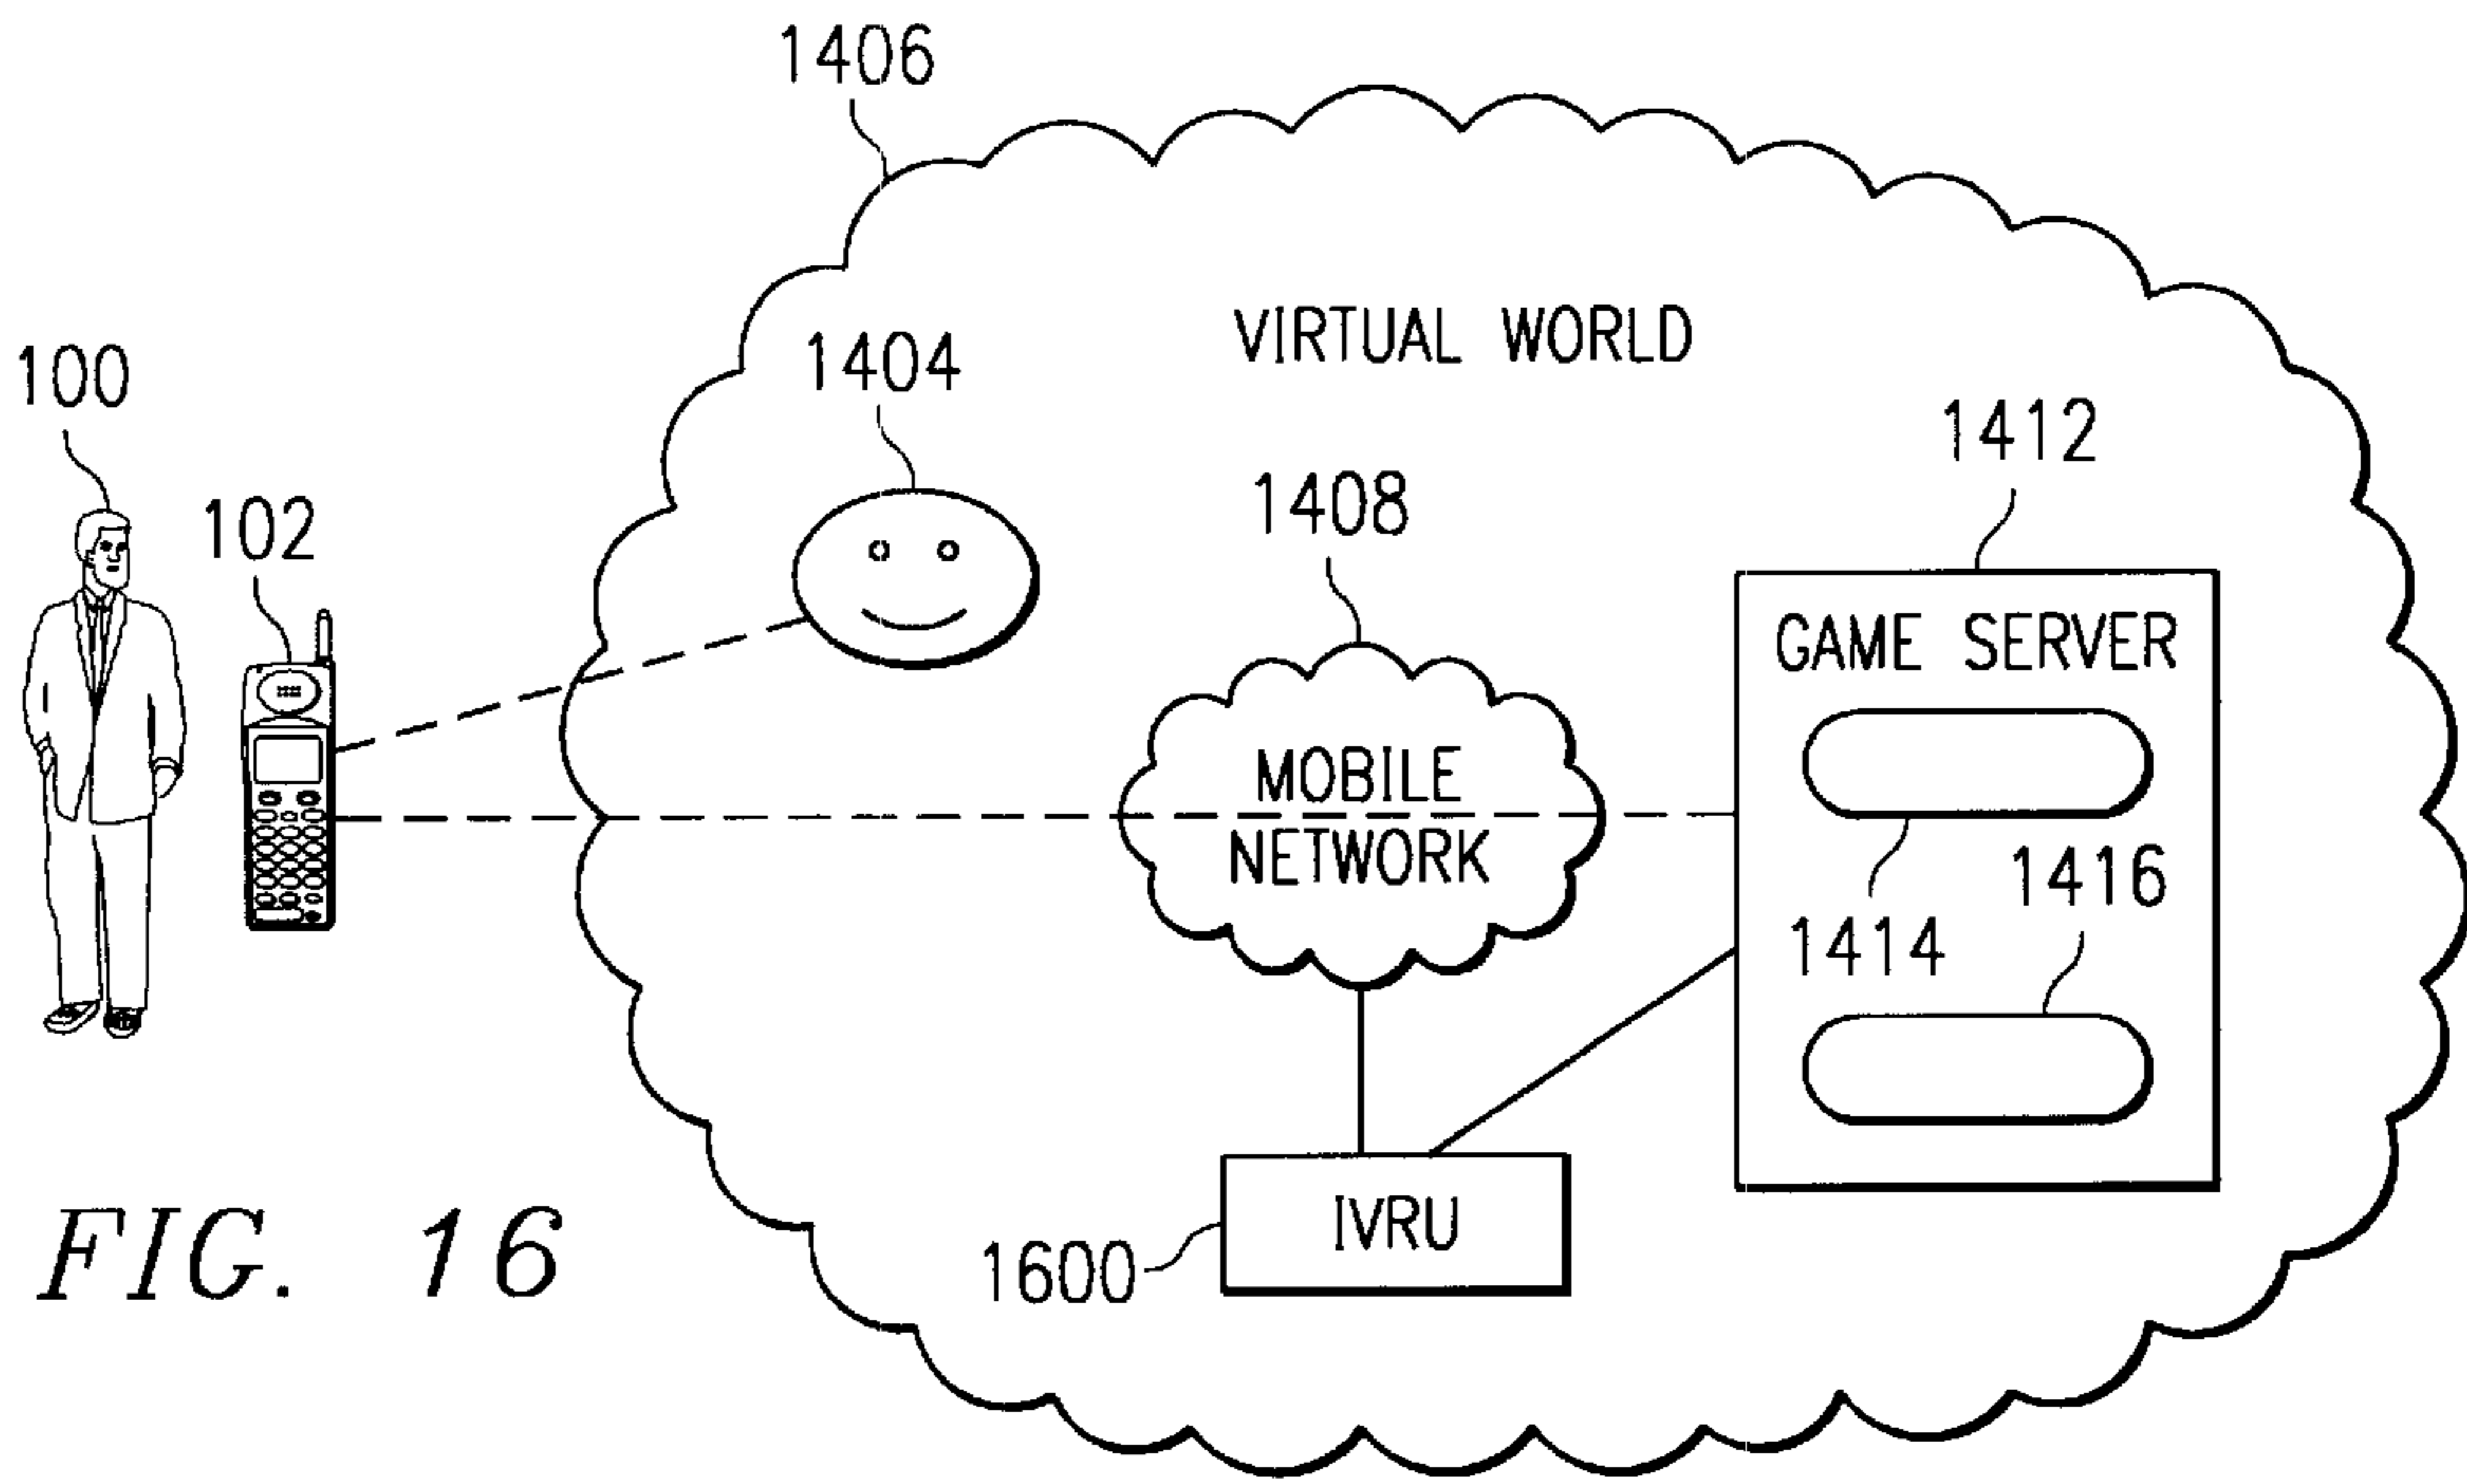 1406
VIRTUAL WORLD
1404
100
1412
1408
102
GAME SERVER
MOBILE
NETWORK
1416
1414
IVRU
1600
FIG. 16